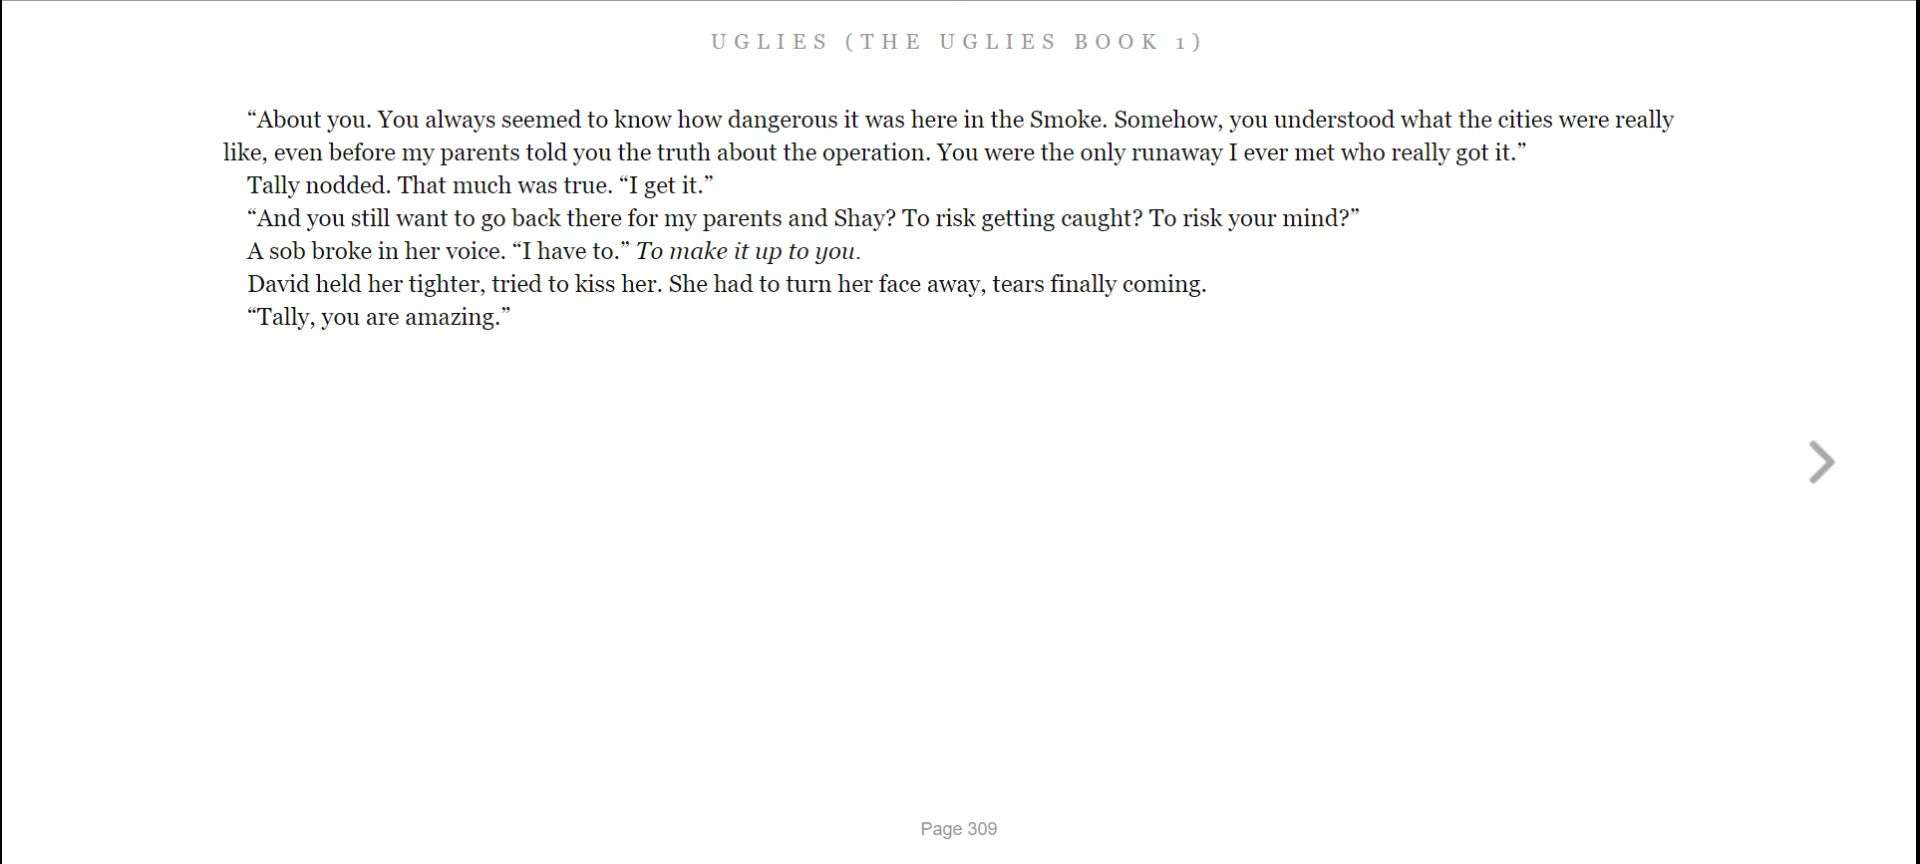 UGLIES (THE UGLIES BOOK 1)
“About you. You always seemed to know how dangerous it was here in the Smoke. Somehow, you understood what the cities were really
like, even before my parents told you the truth about the operation. You were the only runaway I ever met who really got it.”
Tally nodded. That much was true. “I get it.”
“And you still want to go back there for my parents and Shay? To risk getting caught? To risk your mind?”
A sob broke in her voice. “I have to.” To make it up to you.
David held her tighter, tried to kiss her. She had to turn her face away, tears finally coming.
“Tally, you are amazing.”
Page 309